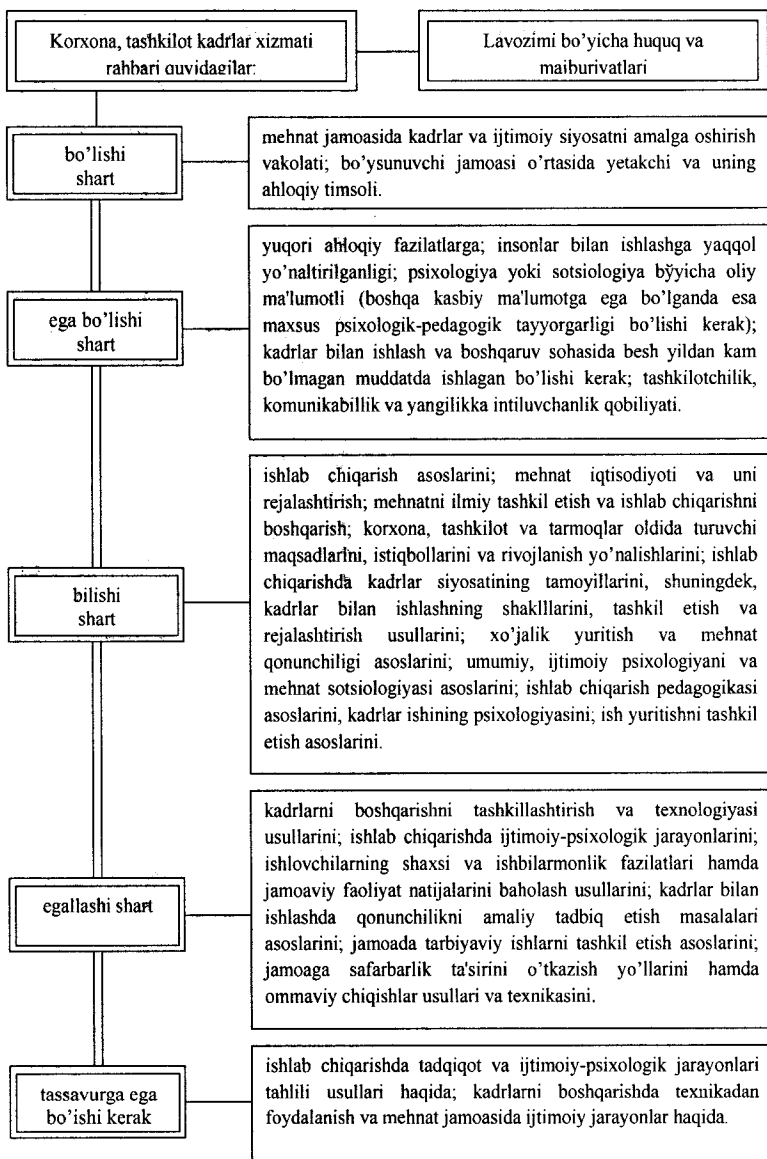 Korxona, tashkilot kadrlar xizmati
rahbari quvidagilar:
Lavozimi bo'yicha huquq va
maiburivatlari
bo'lishi
shart
mehnat jamoasida kadrlar va ijtimoiy siyosatni amalga oshirish
vakolati; bo'ysunuvchi jamoasi o'rtasida yetakchi va uning
ahloqiy timsoli.
ega bo'lishi
shart
yuqori ahloqiy fazilatlarga; insonlar bilan ishlashga yaqqol
yo'naltirilganligi; psixologiya yoki sotsiologiya bўyicha oliy
ma'lumotli (boshqa kasbiy ma'lumotga ega bo'lganda esa
maxsus psixologik-pedagogik tayyorgarligi bo'lishi kerak);
kadrlar bilan ishlash va boshqaruv sohasida besh yildan kam
bo'lmagan muddatda ishlagan bo'lishi kerak; tashkilotchilik,
komunikabillik va yangilikka intiluvchanlik qobiliyati.
bilishi
shart
ishlab chiqarish asoslarini; mehnat iqtisodiyoti va uni
rejalashtirish; mehnatni ilmiy tashkil etish va ishlab chiqarishni
boshqarish; korxona, tashkilot va tarmoqlar oldida turuvchi
maqsadlarini, istiqbollarini va rivojlanish yo'nalishlarini; ishlab
chiqarishda kadrlar siyosatining tamoyillarini, shuningdek,
kadrlar bilan ishlashning shaklllarini, tashkil etish va
rejalashtirish usullarini; xo'jalik yuritish va mehnat
qonunchiligi asoslarini; umumiy, ijtimoiy psixologiyani va
mehnat sotsiologiyasi asoslarini; ishlab chiqarish pedagogikasi
asoslarini, kadrlar ishining psixologiyasini; ish yuritishni tashkil
etish asoslarini.
egallashi shart
kadrlarni boshqarishni tashkillashtirish va texnologiyasi
usullarini; ishlab chiqarishda ijtimoiy-psixologik jarayonlarini;
ishlovchilarning shaxsi va ishbilarmonlik fazilatlari hamda
jamoaviy faoliyat natijalarini baholash usullarini; kadrlar bilan
ishlashda qonunchilikni amaliy tadbiq etish masalalari
asoslarini; jamoada tarbiyaviy ishlarni tashkil etish asoslarini;
jamoaga safarbarlik ta'sirini o'tkazish yo'llarini hamda
ommaviy chiqishlar usullari va texnikasini.
tassavurga ega
bo'ishi kerak
ishlab chiqarishda tadqiqot va ijtimoiy-psixologik jarayonlari
tahlili usullari haqida; kadrlarni boshqarishda texnikadan
foydalanish va mehnat jamoasida ijtimoiy jarayonlar haqida.